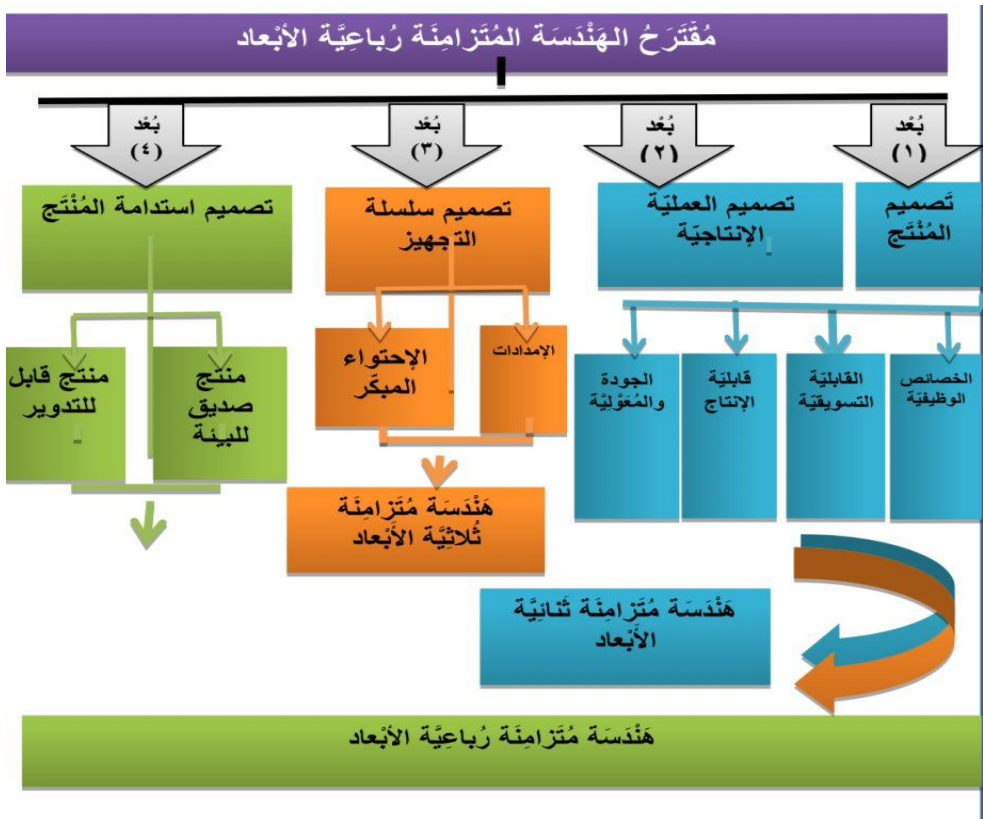 مُقْتَرَحُ الهَنْدَسَة المُتَزامِنَة رُباعِيَّة الأبْعاد
بُعْد
(١)
بُعْد
(٢)
بُعْد
(٣)
بُعْد
(٤)
تَصميم
المُنْتَج
تصميم العمليّة
الإنتاجيّة
تصميم سلسلة
التجهيز
تصميم استدامة المُنْتَج
الخصائص
الوظيفيّة
القابليّة
التسويقيّة
قابليّة
الإنتاج
الجودة
والمُعَوَّليَّة
الإمدادات
الإحتواء
المبكّر
منتج
صديق
للبيئة
منتج قابل
للتدوير
هَنْدَسَة مُتَزامِنَة
ثُلاثِيَّة الأَبْعاد
هَنْدَسَة مُتَزامِنَة ثَنائِيَّة
الأَبْعاد
هَنْدَسَة مُتَزامِنَة رُباعِيَّة الأبْعاد